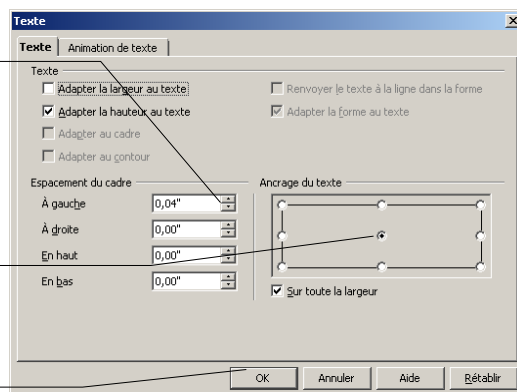 Texte
Texte Animation de texte
Texte
Adapter la largeur au texte Renvoyer le texte à la ligne dans la forme
Adapter la hauteur au texte Adapter la forme au texte
Adapter au cadre
Adapter au contour
Espacement du cadre Ancrage du texte
À gauche 0,04"
À droite 0,00"
En haut 0,00"
En bas 0,00"
Sur toute la largeur
OK Annuler Aide Rétablir